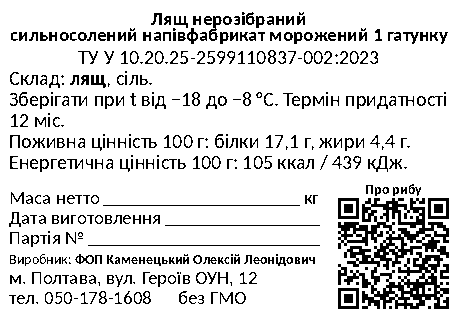 Лящ нерозібраний
сильносолений напівфабрикат морожений 1 гатунку
ТУ У 10.20.25-2599110837-002:2023
Склад: лящ, сіль.
Зберігати при t від −18 до −8 °С. Термін придатності
12 міс.
Поживна цінність 100 г: білки 17,1 г, жири 4,4 г.
Енергетична цінність 100 г: 105 ккал / 439 кДж.
Маса нетто ____________________ кг
Дата виготовлення ________________
Партія № ________________________
Про рибу
Виробник: ФОП Каменецький Олексій Леонідович
м. Полтава, вул. Героїв ОУН, 12
тел. 050-178-1608 без ГМО